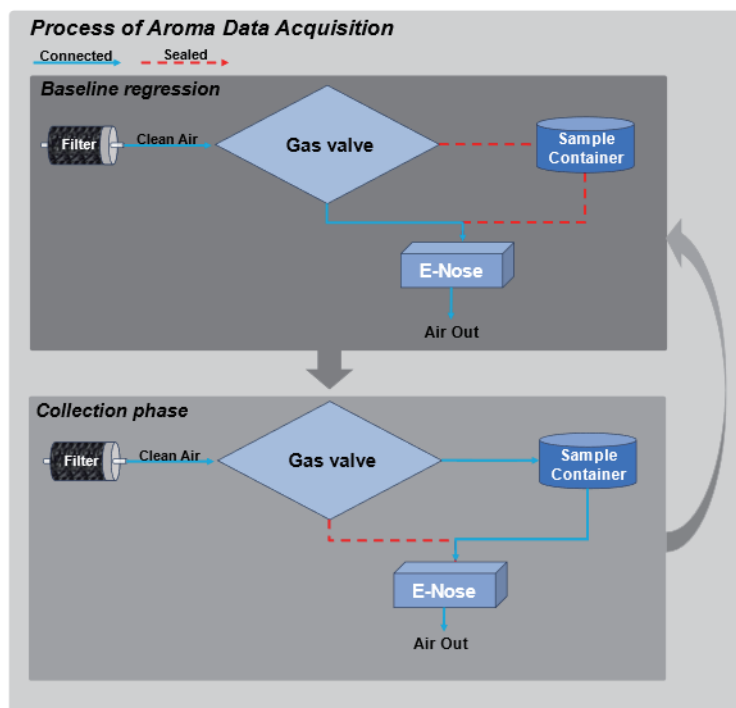 Process of Aroma Data Acquisition
Connected
Sealed
Baseline regression
Filter
Clean Air
Gas valve
Sample
Container
E-Nose
Air Out
Collection phase
Filter
Clean Air
Gas valve
Sample
Container
E-Nose
Air Out